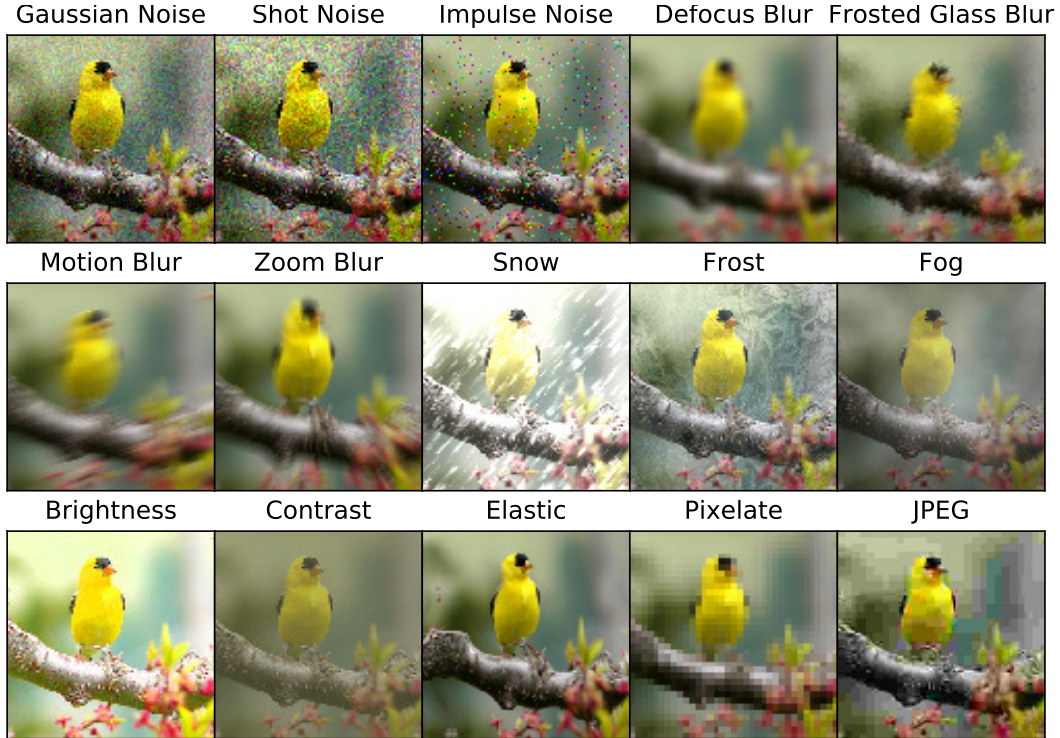 Gaussian Noise Shot Noise Impulse Noise Defocus Blur Frosted Glass Blur
Motion Blur Zoom Blur Snow Frost Fog
Brightness Contrast Elastic Pixelate JPEG